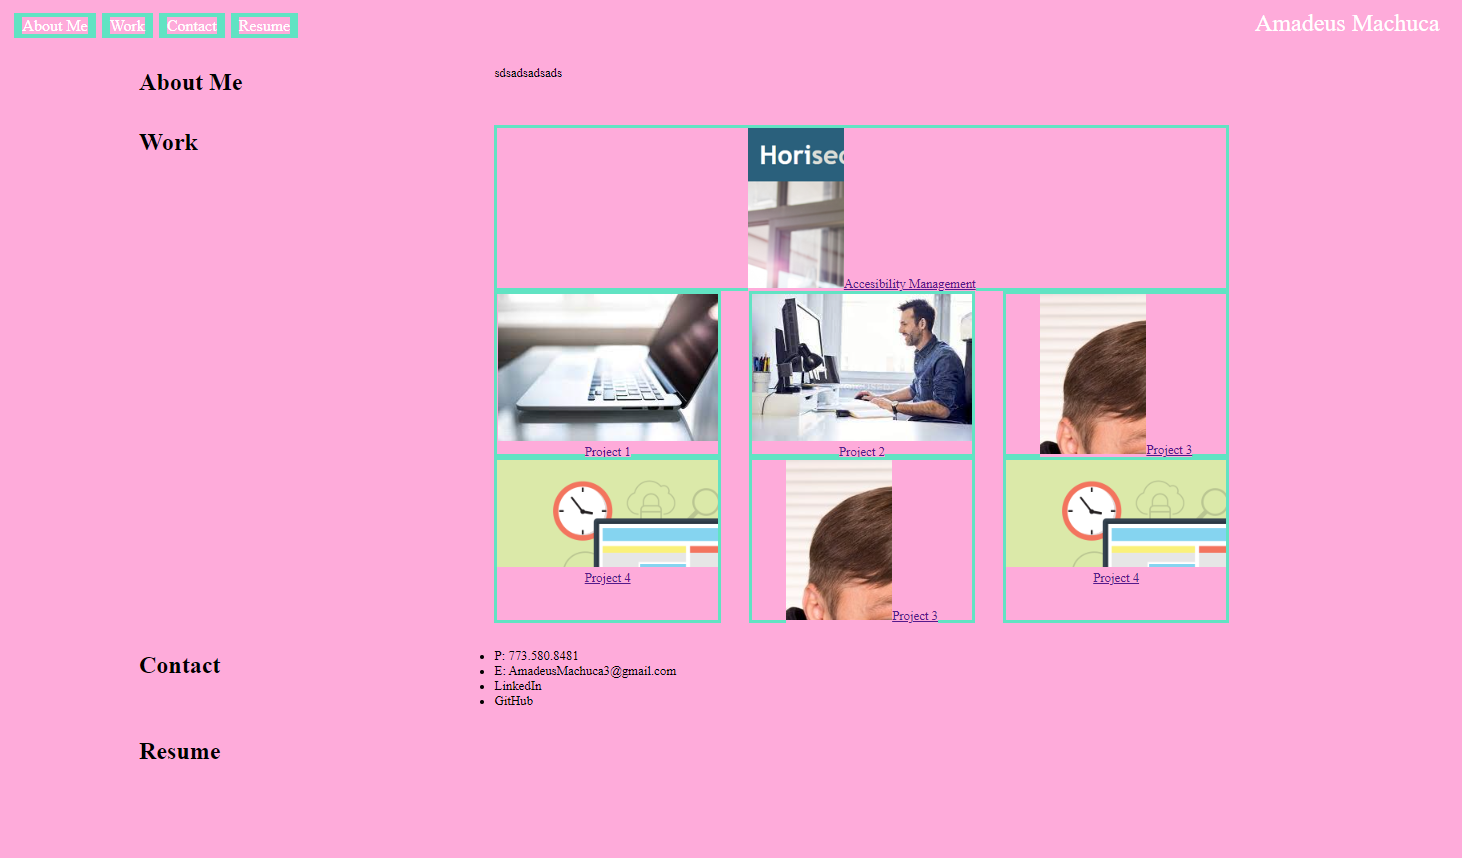 About Me Work Contact Resume Amadeus Machuca
About Me
sdsadsadsads
Work
Horiseo
Accesibility Management
Project 1
Project 2
Project 3
Project 4
Project 3
Project 4
Contact
P: 773.580.8481
E: AmadeusMachuca3@gmail.com
LinkedIn
GitHub
Resume